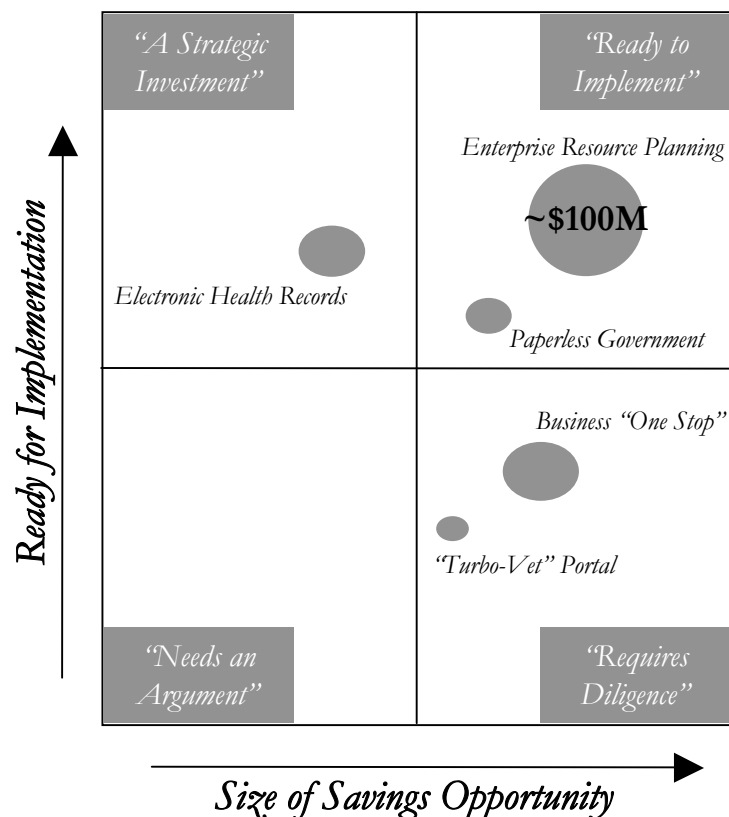 “A Strategic
Investment”
“Ready to
Implement”
Enterprise Resource Planning
~$100M
Electronic Health Records
Paperless Government
Business “One Stop”
“Turbo-Vet” Portal
“Needs an
Argument”
“Requires
Diligence”
Ready for Implementation
Size of Savings Opportunity